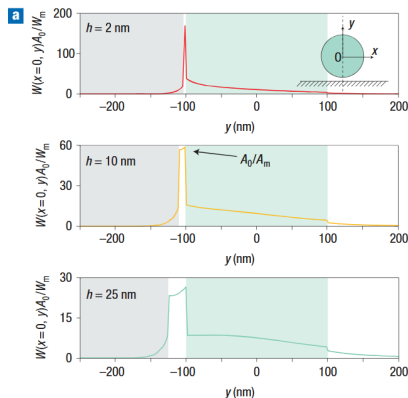 a
200
100
0
W(x=0, y)A₀/Wₘ
h = 2 nm
y
0
x
−200 −100 0 100 200
y (nm)
60
30
0
W(x=0, y)A₀/Wₘ
h = 10 nm
A₀/Aₘ
−200 −100 0 100 200
y (nm)
30
15
0
W(x=0, y)A₀/Wₘ
h = 25 nm
−200 −100 0 100 200
y (nm)